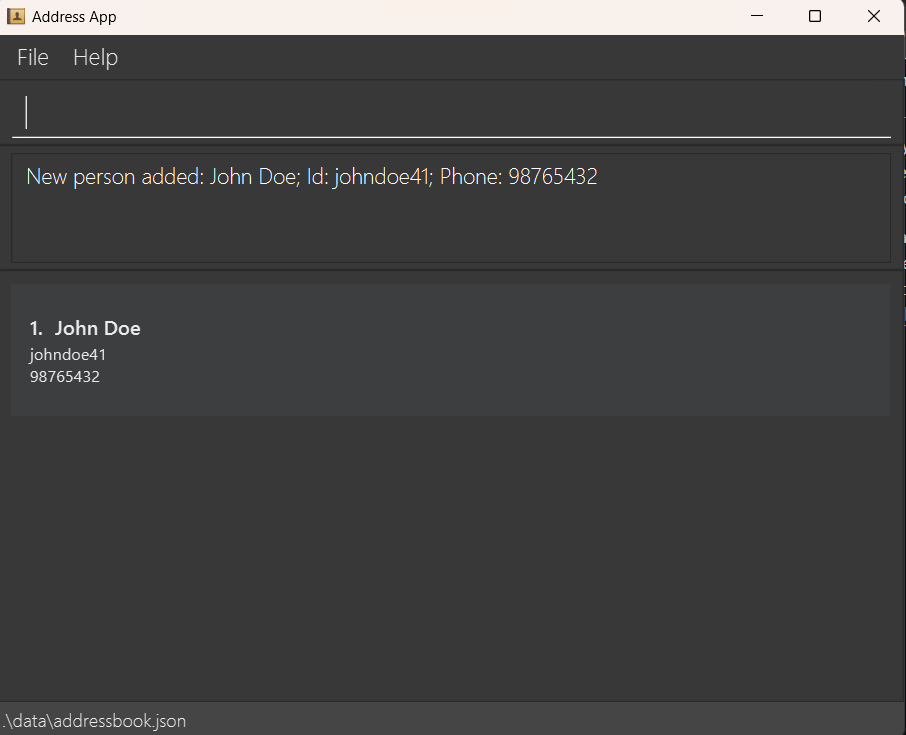 Address App
File Help
New person added: John Doe; Id: johndoe41; Phone: 98765432
1. John Doe
johndoe41
98765432
.\data\addressbook.json